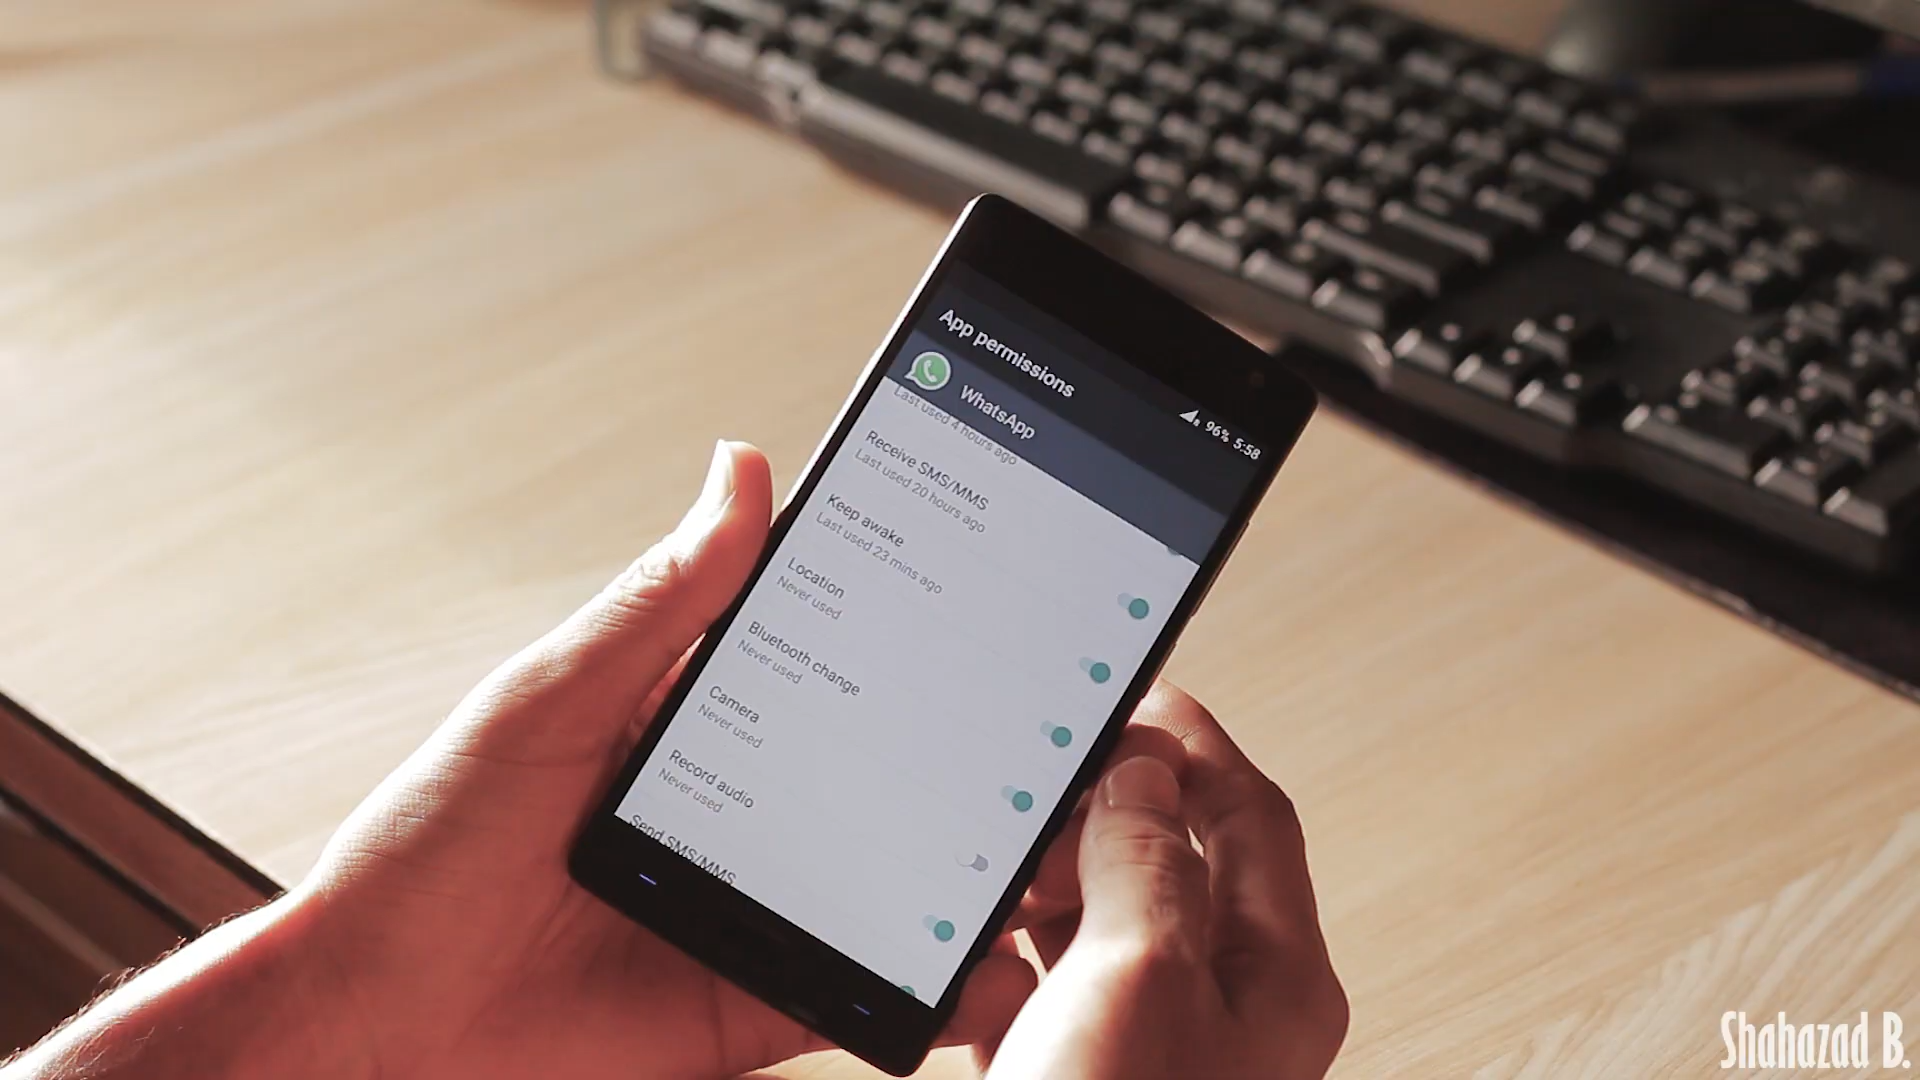 96% 5:58
App permissions
WhatsApp
Last used 4 hours ago
Receive SMS/MMS
Last used 20 hours ago
Keep awake
Last used 23 mins ago
Location
Never used
Bluetooth change
Never used
Camera
Never used
Record audio
Never used
Send SMS/MMS
Shahazad B.